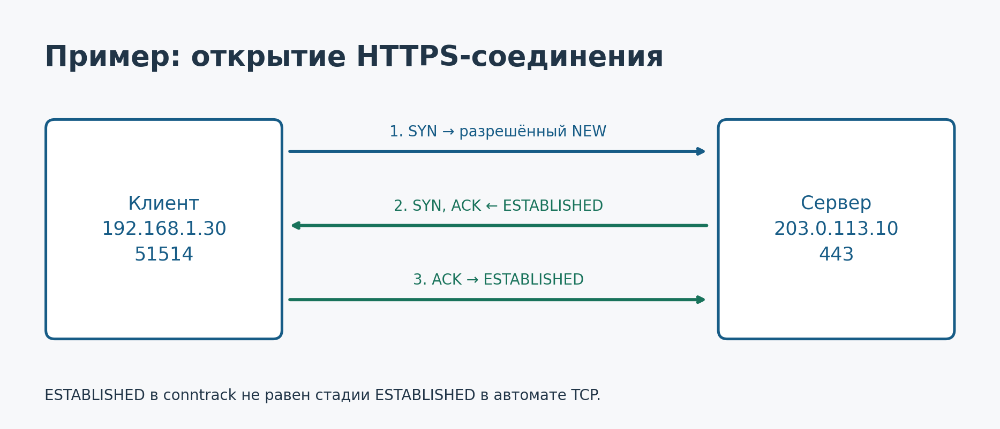 Пример: открытие HTTPS-соединения
1. SYN → разрешённый NEW
2. SYN, ACK ← ESTABLISHED
3. ACK → ESTABLISHED
Клиент
192.168.1.30
51514
Сервер
203.0.113.10
443
ESTABLISHED в conntrack не равен стадии ESTABLISHED в автомате TCP.